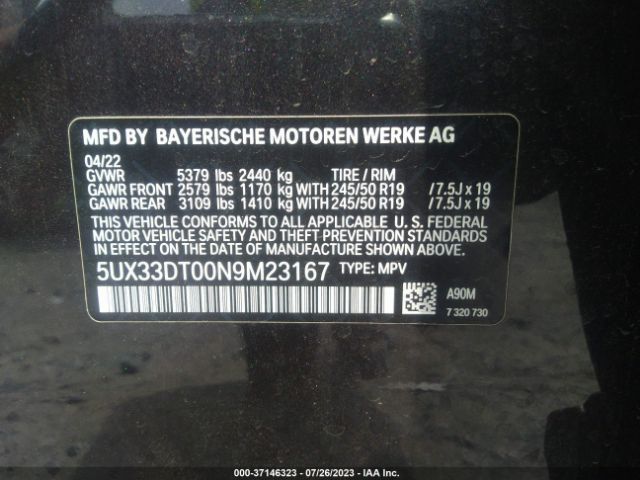 MFD BY BAYERISCHE MOTOREN WERKE AG
04/22
GVWR 5379 lbs 2440 kg TIRE / RIM
GAWR FRONT 2579 lbs 1170 kg WITH 245/50 R19 / 7.5J x 19
GAWR REAR 3109 lbs 1410 kg WITH 245/50 R19 / 7.5J x 19
THIS VEHICLE CONFORMS TO ALL APPLICABLE U. S. FEDERAL
MOTOR VEHICLE SAFETY AND THEFT PREVENTION STANDARDS
IN EFFECT ON THE DATE OF MANUFACTURE SHOWN ABOVE.
5UX33DT00N9M23167 TYPE: MPV
A90M
7 320 730
000-37146323 - 07/26/2023 - IAA Inc.